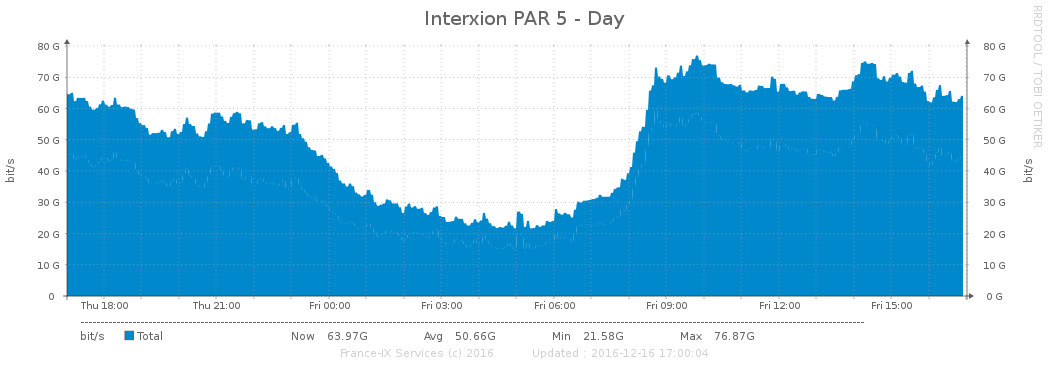 Interxion PAR 5 - Day
RRDTOOL / TOBI OETIKER
bit/s
80 G 80 G
70 G 70 G
60 G 60 G
50 G 50 G
40 G 40 G
30 G 30 G
20 G 20 G
10 G 10 G
0 0 G
bit/s
Thu 18:00 Thu 21:00 Fri 00:00 Fri 03:00 Fri 06:00 Fri 09:00 Fri 12:00 Fri 15:00
bit/s Total Now 63.97G Avg 50.66G Min 21.58G Max 76.87G
France-IX Services (c) 2016 Updated : 2016-12-16 17:00:04